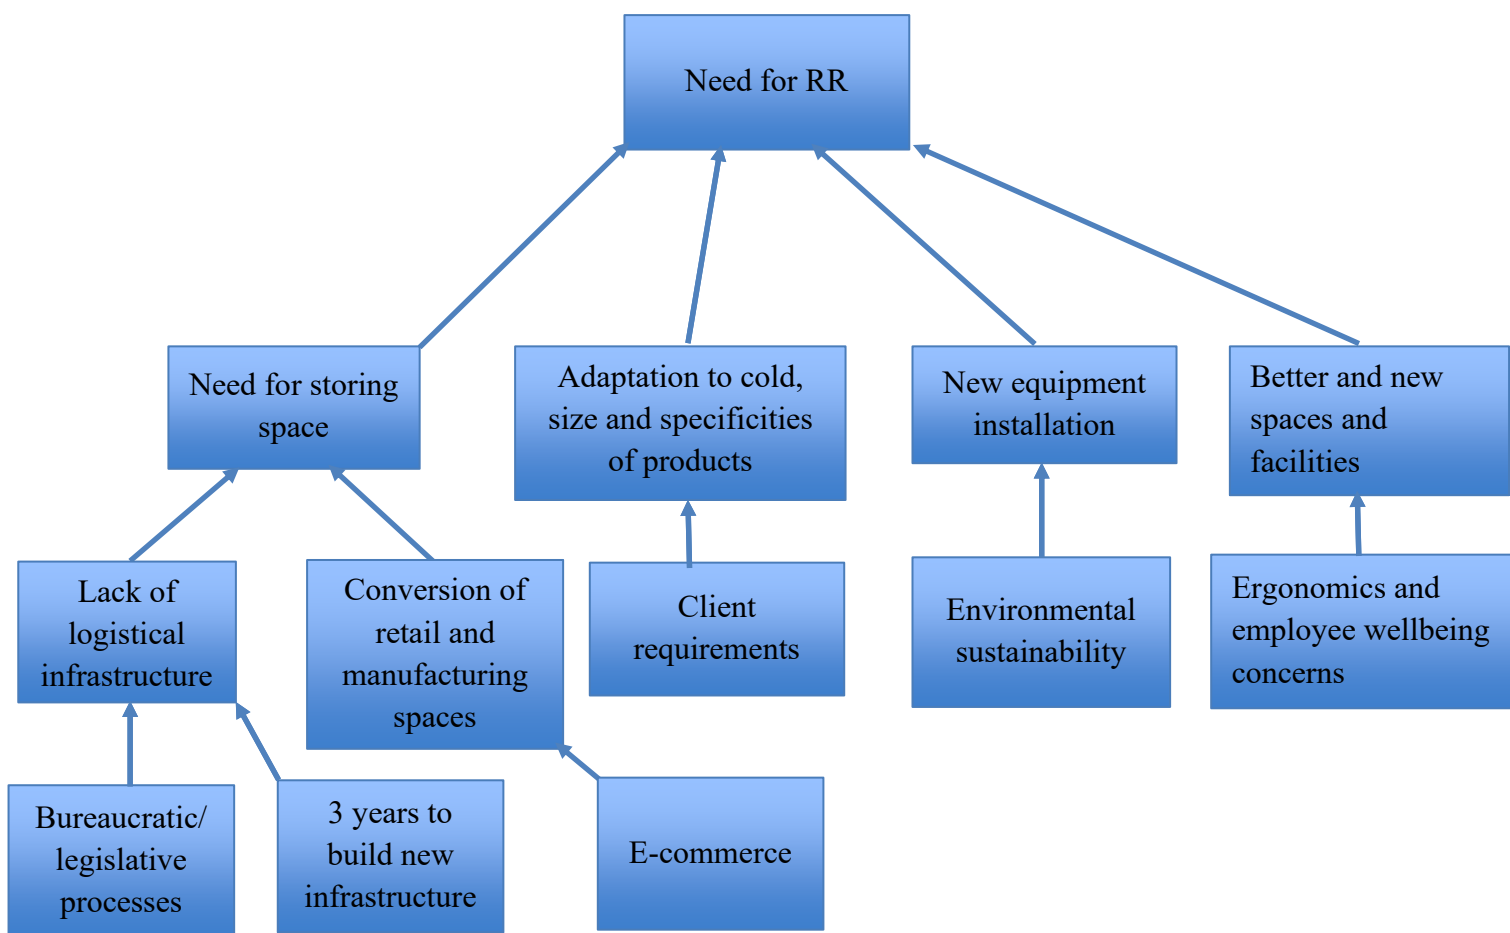 Need for RR
Need for storing
space
Adaptation to cold,
size and specificities
of products
New equipment
installation
Better and new
spaces and
facilities
Lack of
logistical
infrastructure
Conversion of
retail and
manufacturing
spaces
Client
requirements
Environmental
sustainability
Ergonomics and
employee wellbeing
concerns
Bureaucratic/
legislative
processes
3 years to
build new
infrastructure
E-commerce